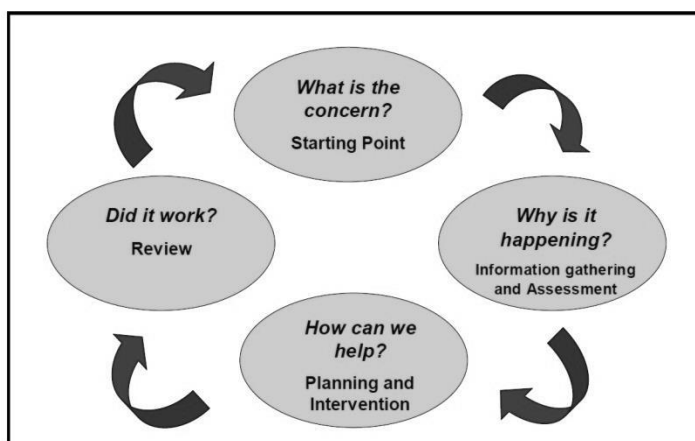 What is the
concern?
Starting Point
Why is it
happening?
Information gathering
and Assessment
How can we
help?
Planning and
Intervention
Did it work?
Review